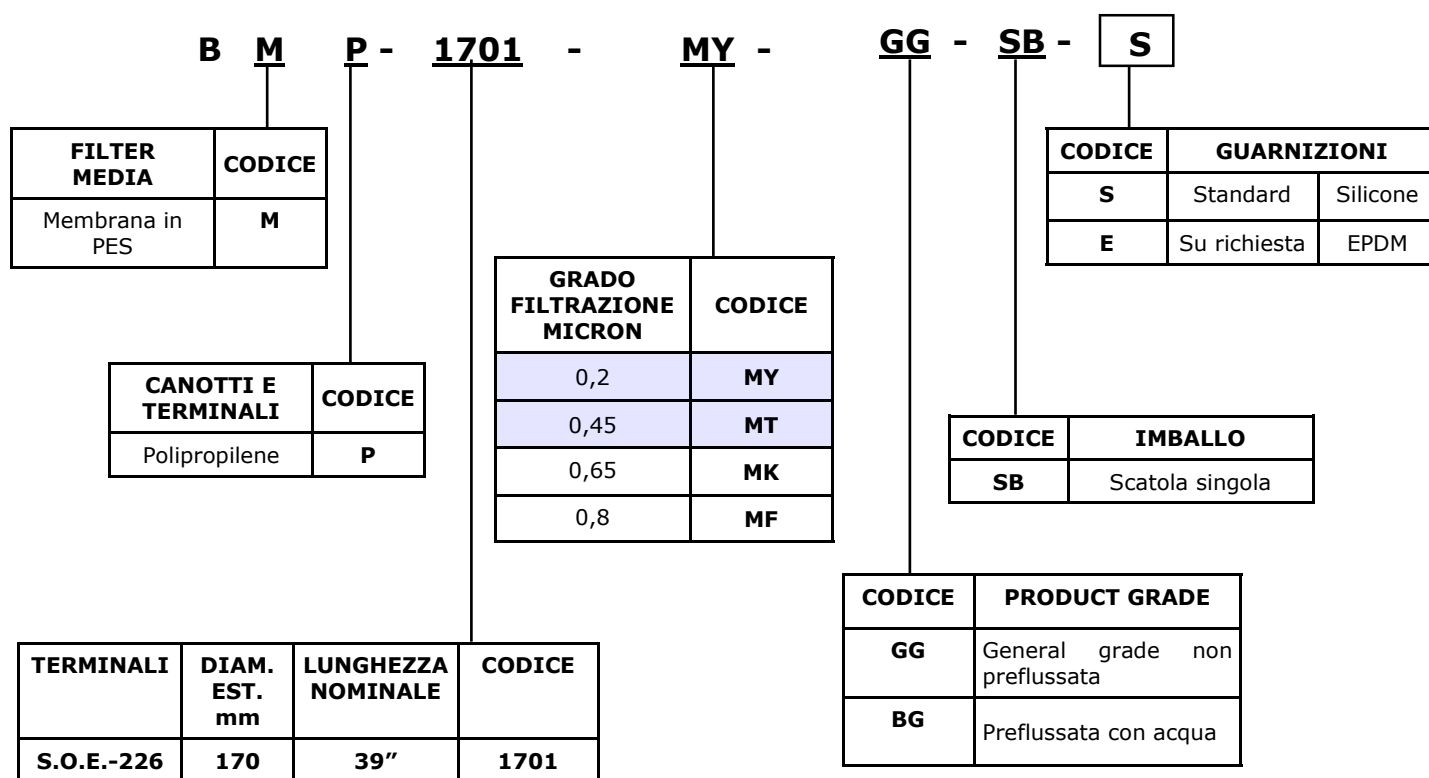 B M P - 1701 - MY - GG - SB - S
FILTER MEDIA CODICE
Membrana in PES M
CODICE GUARNIZIONI
S Standard Silicone
E Su richiesta EPDM
GRADO FILTRAZIONE MICRON CODICE
0,2 MY
0,45 MT
0,65 MK
0,8 MF
CANOTTI E TERMINALI CODICE
Polipropilene P
CODICE IMBALLO
SB Scatola singola
CODICE PRODUCT GRADE
GG General grade non preflussata
BG Preflussata con acqua
TERMINALI DIAM. EST. mm LUNGHEZZA NOMINALE CODICE
S.O.E.-226 170 39” 1701